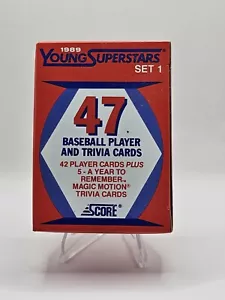 1989
YOUNG SUPERSTARS
SET 1
47
BASEBALL PLAYER
AND TRIVIA CARDS
42 PLAYER CARDS PLUS
5 - A YEAR TO
REMEMBER
MAGIC MOTION
TRIVIA CARDS
SCORE